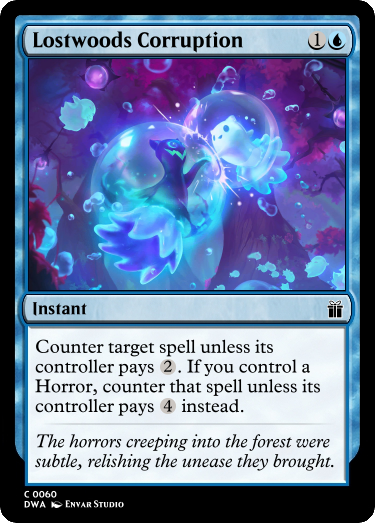 Lostwoods Corruption 1
Instant
Counter target spell unless its
controller pays 2. If you control a
Horror, counter that spell unless its
controller pays 4 instead.
The horrors creeping into the forest were
subtle, relishing the unease they brought.
C 0060
DWA Envar Studio